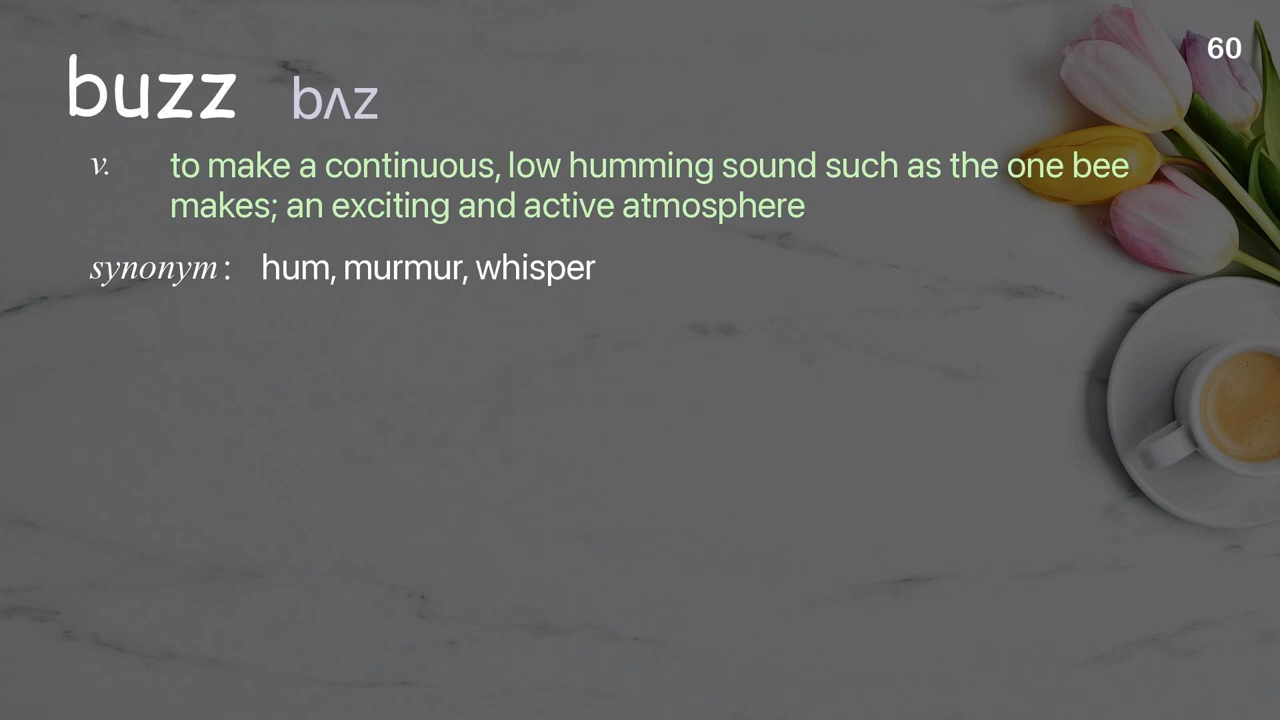 60
buzz bʌz
v. to make a continuous, low humming sound such as the one bee
makes; an exciting and active atmosphere
synonym: hum, murmur, whisper